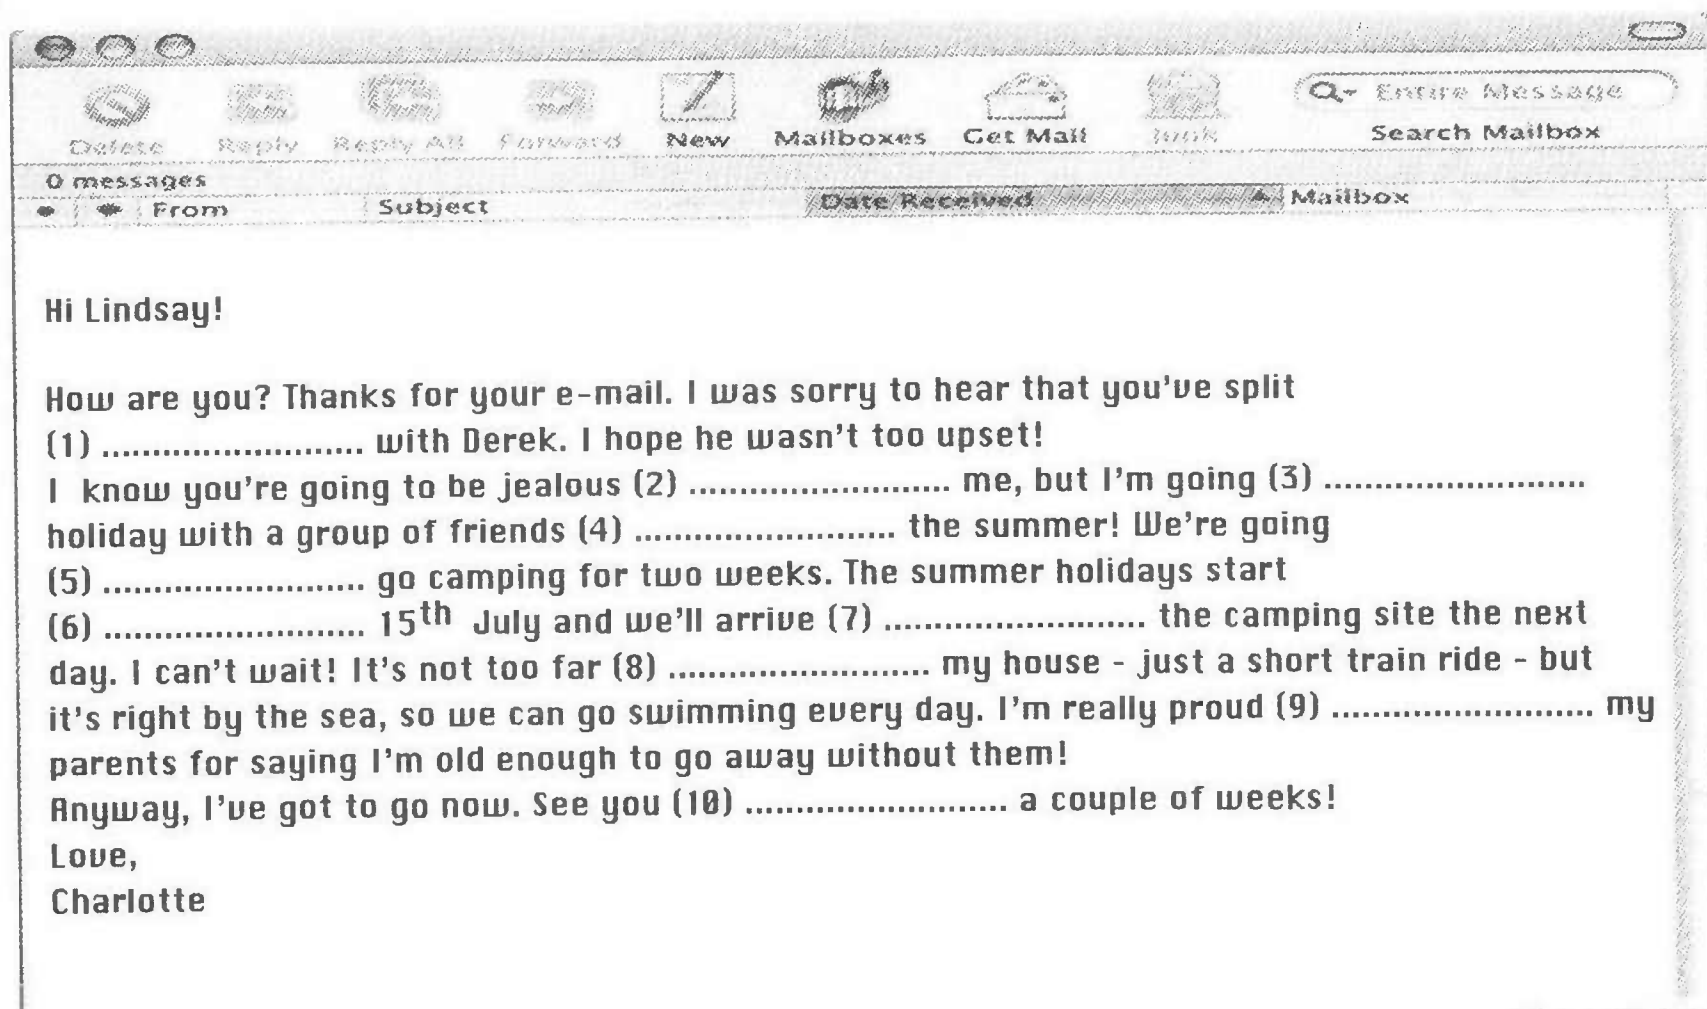 Entire Message
Delete Reply Reply All Forward New Mailboxes Get Mail Junk Search Mailbox
0 messages
From Subject Date Received Mailbox
Hi Lindsay!
How are you? Thanks for your e-mail. I was sorry to hear that you've split
(1) .......................... with Derek. I hope he wasn't too upset!
I know you're going to be jealous (2) .......................... me, but I'm going (3) ..........................
holiday with a group of friends (4) .......................... the summer! We're going
(5) .......................... go camping for two weeks. The summer holidays start
(6) .......................... 15th July and we'll arrive (7) .......................... the camping site the next
day. I can't wait! It's not too far (8) .......................... my house - just a short train ride - but
it's right by the sea, so we can go swimming every day. I'm really proud (9) .......................... my
parents for saying I'm old enough to go away without them!
Anyway, I've got to go now. See you (10) .......................... a couple of weeks!
Love,
Charlotte